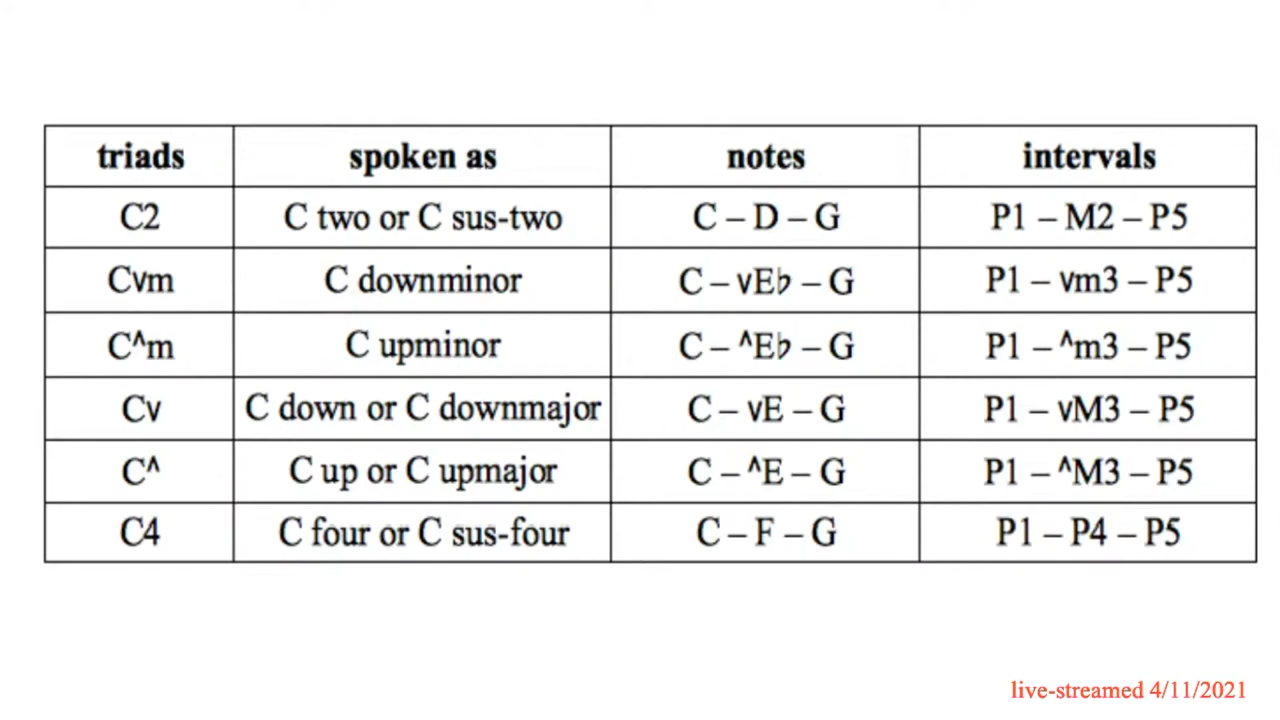 triads spoken as notes intervals
C2 C two or C sus-two C – D – G P1 – M2 – P5
Cvm C downminor C – vE♭ – G P1 – vm3 – P5
C^m C upminor C – ^E♭ – G P1 – ^m3 – P5
Cv C down or C downmajor C – vE – G P1 – vM3 – P5
C^ C up or C upmajor C – ^E – G P1 – ^M3 – P5
C4 C four or C sus-four C – F – G P1 – P4 – P5
live-streamed 4/11/2021